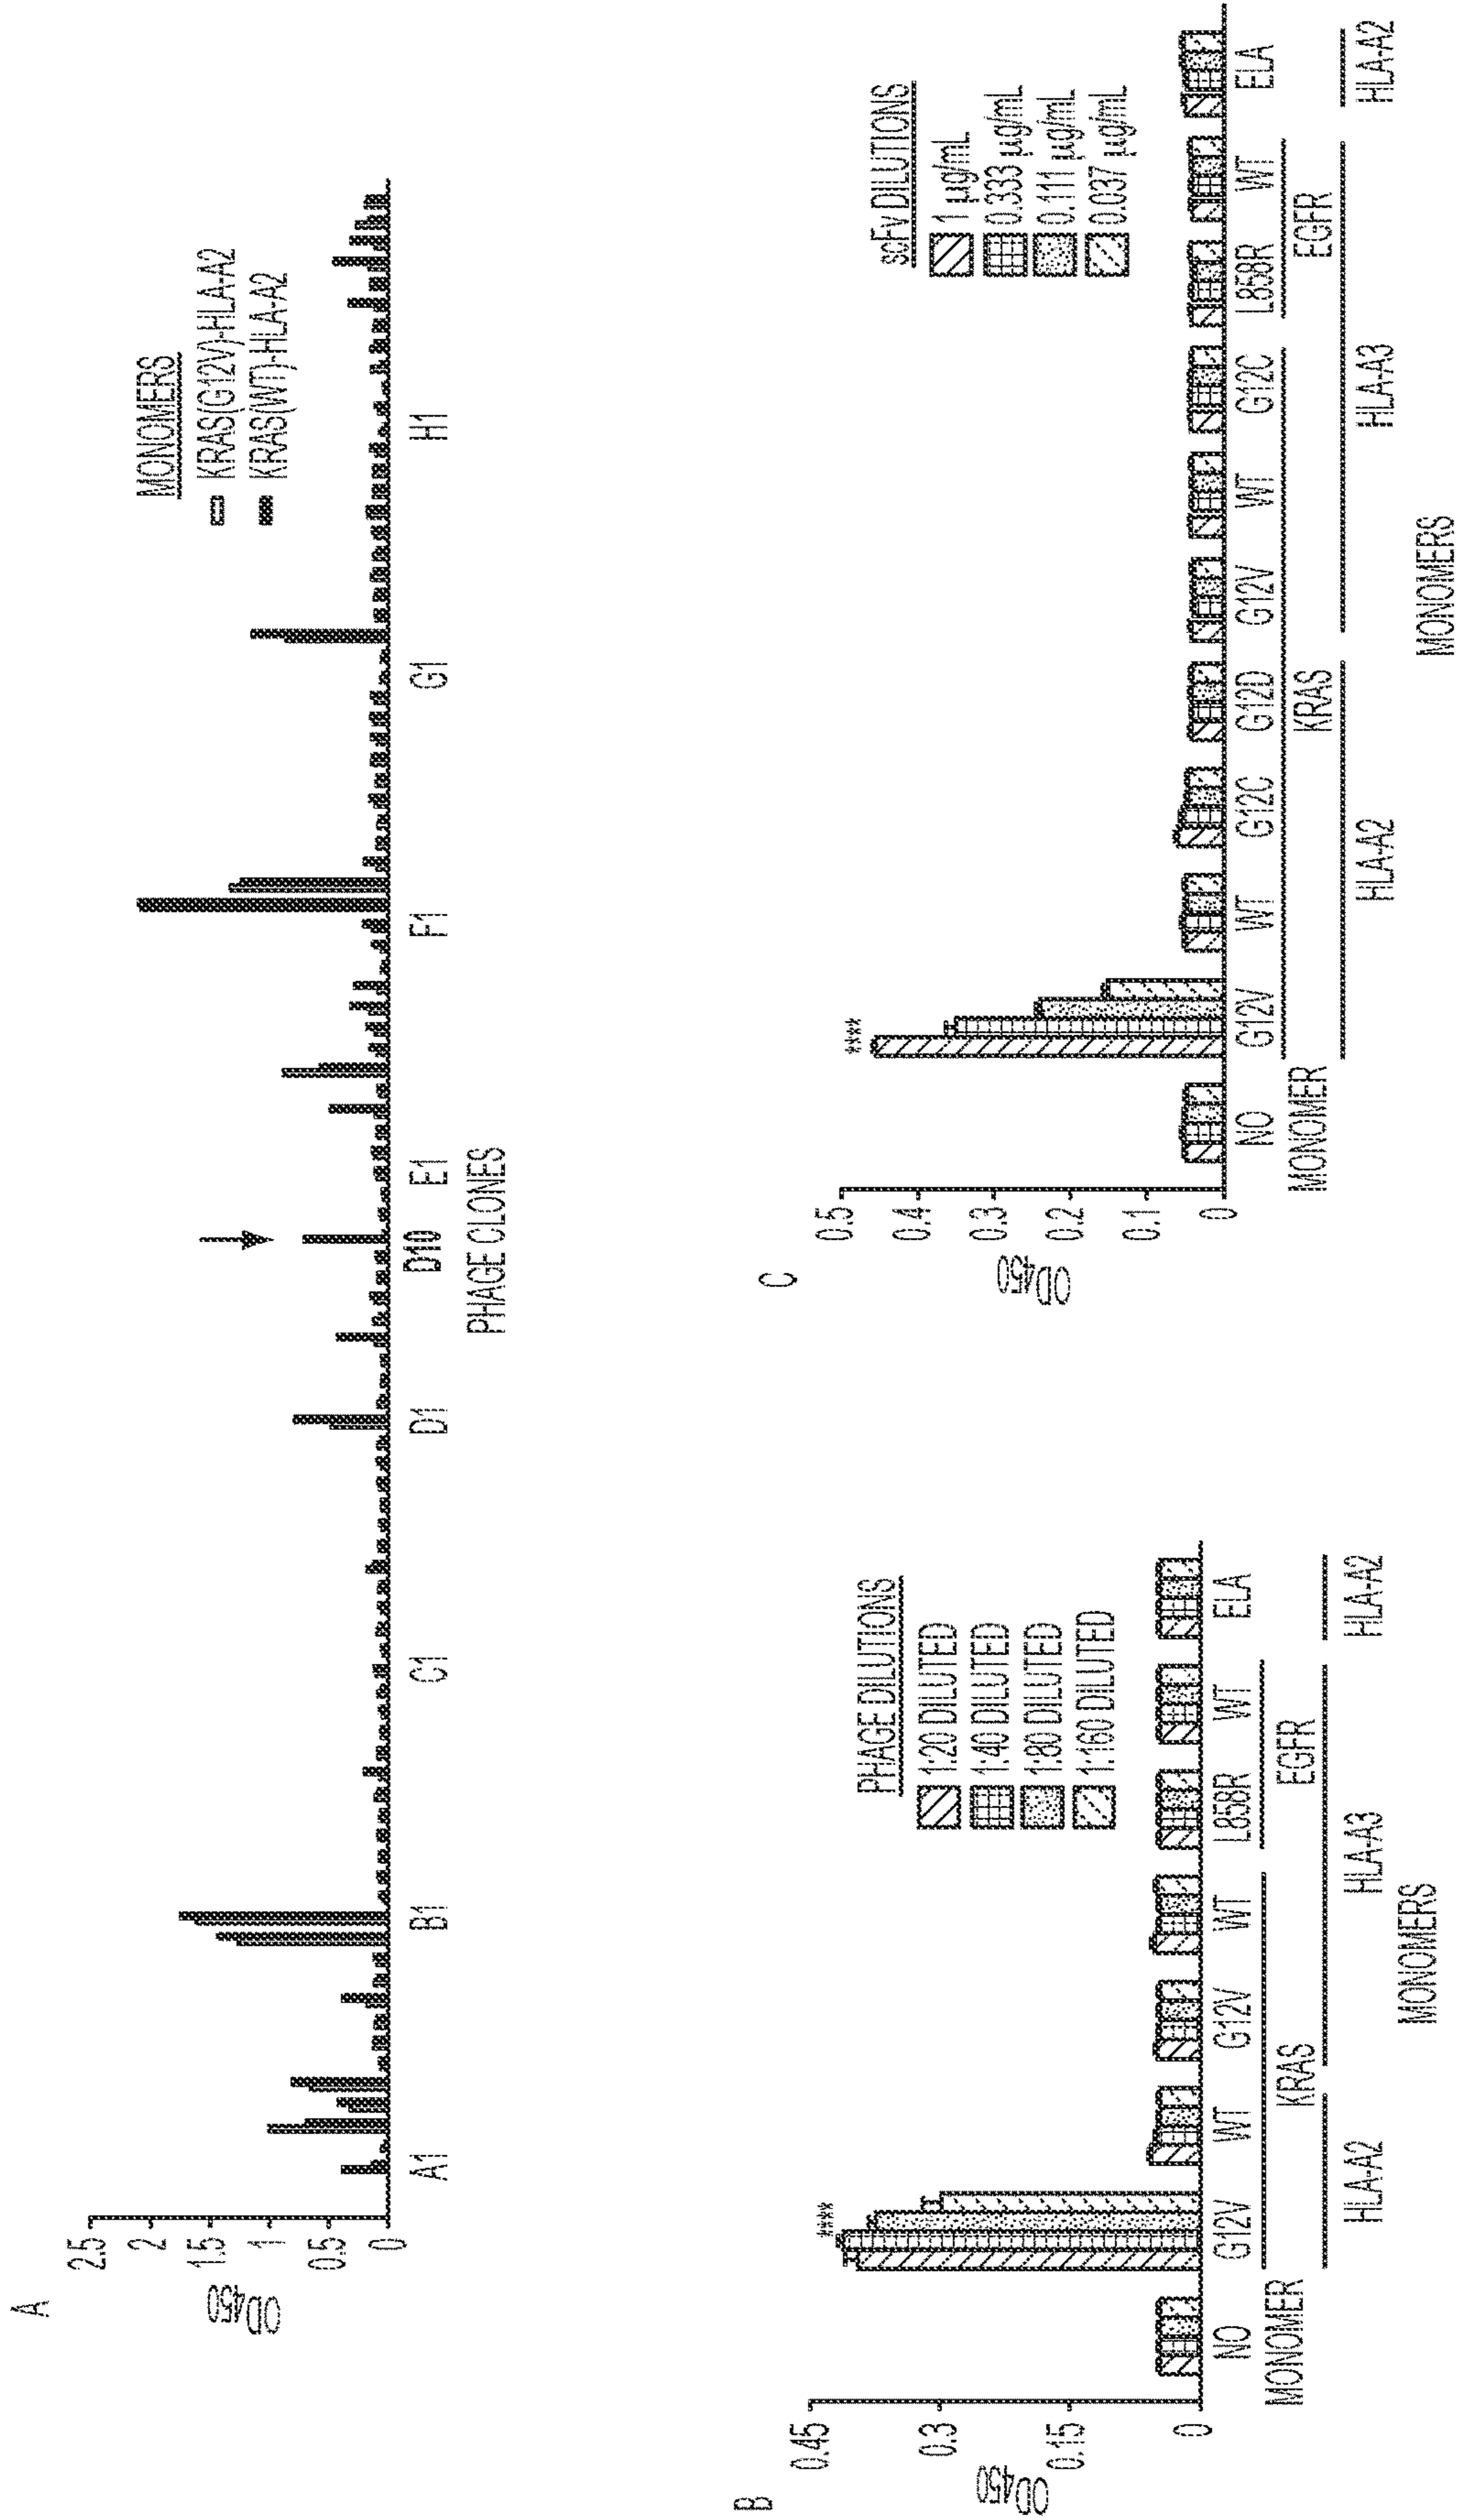 A
OD450
2.5
2
1.5
1
0.5
0
MONOMERS
KRAS(G12V)-HLA-A2
KRAS(WT)-HLA-A2
A1 B1 C1 D1 D10 E1 F1 G1 H1
PHAGE CLONES
B
OD450
0.45
0.3
0.15
0
****
PHAGE DILUTIONS
1:20 DILUTED
1:40 DILUTED
1:80 DILUTED
1:160 DILUTED
NO G12V WT G12V WT L858R WT ELA
MONOMER KRAS EGFR
HLA-A2 HLA-A3 HLA-A2
MONOMERS
C
OD450
0.5
0.4
0.3
0.2
0.1
0
****
scFv DILUTIONS
1 µg/mL
0.333 µg/mL
0.111 µg/mL
0.037 µg/mL
NO G12V WT G12C G12D G12V WT G12C L858R WT ELA
MONOMER KRAS EGFR
HLA-A2 HLA-A3 HLA-A2
MONOMERS